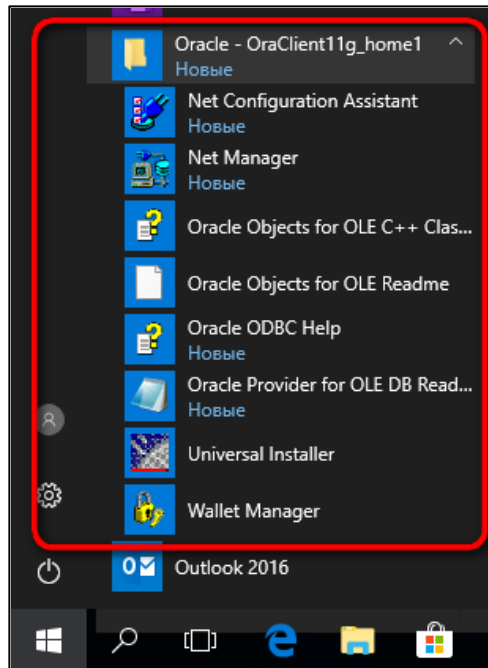 Oracle - OraClient11g_home1
Новые
Net Configuration Assistant
Новые
Net Manager
Новые
Oracle Objects for OLE C++ Clas...
Oracle Objects for OLE Readme
Oracle ODBC Help
Новые
Oracle Provider for OLE DB Read...
Новые
Universal Installer
Wallet Manager
Outlook 2016